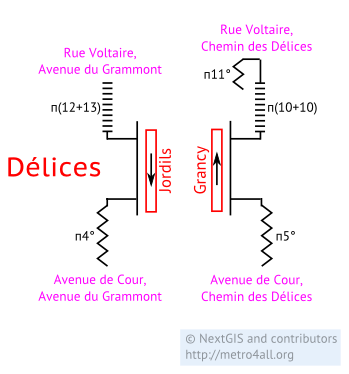 Rue Voltaire,
Avenue du Grammont
Rue Voltaire,
Chemin des Délices
п11°
п(12+13)
п(10+10)
Délices
Jordils
Grancy
п4°
п5°
Avenue de Cour,
Avenue du Grammont
Avenue de Cour,
Chemin des Délices
© NextGIS and contributors
http://metro4all.org